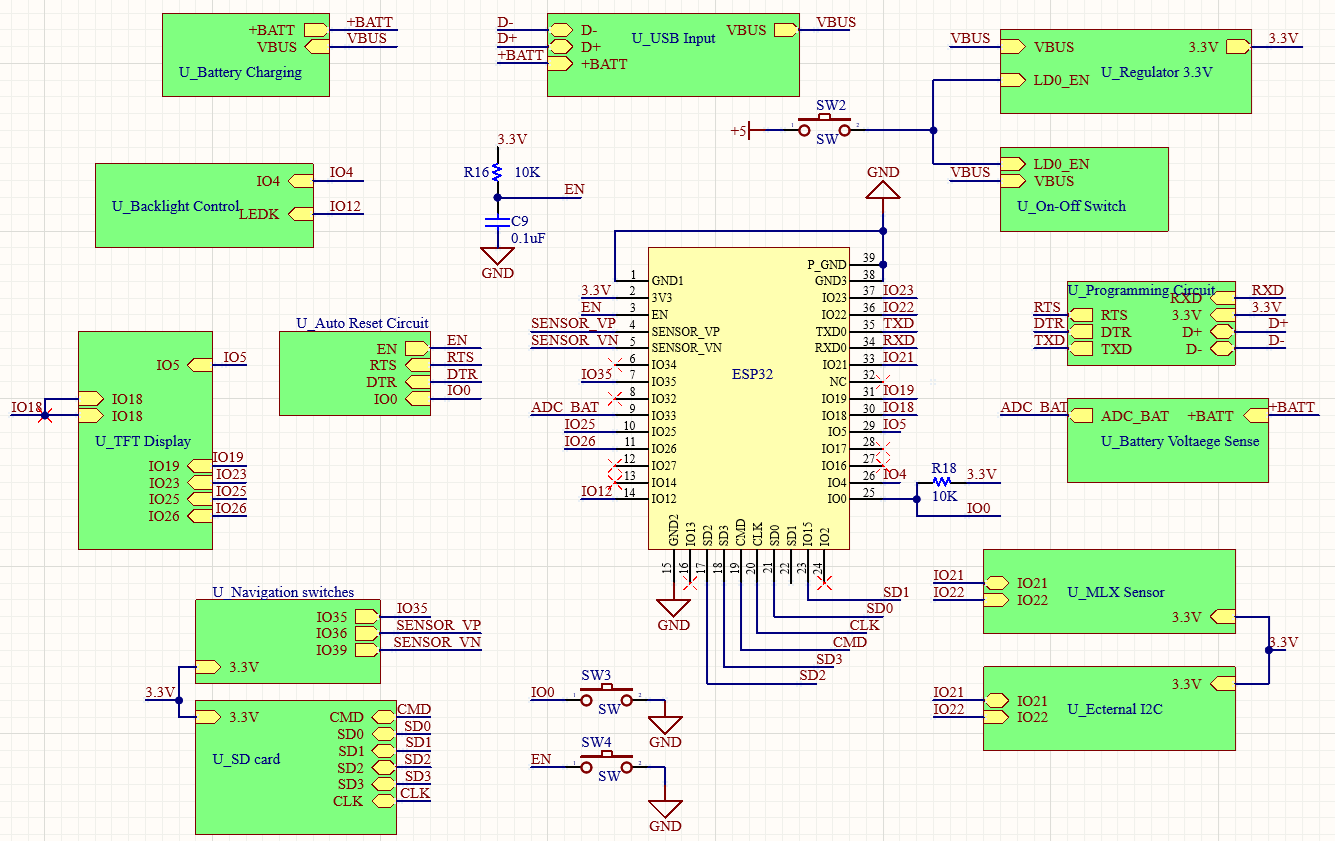 +BATT
+BATT
VBUS
VBUS
U_Battery Charging
D-
D-
D+
D+
+BATT
+BATT
U_USB Input
VBUS
VBUS
VBUS
VBUS
3.3V
3.3V
U_Regulator 3.3V
LD0_EN
SW2
+5
1
2
SW
LD0_EN
VBUS
VBUS
U_On-Off Switch
3.3V
R16
10K
EN
C9
0.1uF
GND
IO4
IO4
U_Backlight Control
LEDK
IO12
GND
U_Programming Circuit
RXD
RXD
RTS
RTS
3.3V
3.3V
DTR
DTR
D+
D+
TXD
TXD
D-
D-
U_Auto Reset Circuit
EN
EN
RTS
RTS
DTR
DTR
IO0
IO0
IO5
IO5
IO18
IO18
IO18
U_TFT Display
IO19
IO19
IO23
IO23
IO25
IO25
IO26
IO26
ESP32
1
GND1
3.3V
2
3V3
EN
3
EN
SENSOR_VP
4
SENSOR_VP
SENSOR_VN
5
SENSOR_VN
6
IO34
IO35
7
IO35
8
IO32
ADC_BAT
9
IO33
IO25
10
IO25
IO26
11
IO26
12
IO27
13
IO14
IO12
14
IO12
P_GND
39
GND3
38
IO23
37
IO23
IO22
36
IO22
TXD0
35
TXD
RXD0
34
RXD
IO21
33
IO21
NC
32
IO19
31
IO19
IO18
30
IO18
IO5
29
IO5
IO17
28
IO16
27
IO4
26
IO4
IO0
25
R18
3.3V
10K
IO0
GND2
IO13
SD2
SD3
CMD
CLK
SD0
SD1
IO15
IO2
15
16
17
18
19
20
21
22
23
24
GND
SD1
SD0
CLK
CMD
SD3
SD2
ADC_BAT
ADC_BAT
+BATT
+BATT
U_Battery Voltaege Sense
IO21
IO21
IO22
IO22
U_MLX Sensor
3.3V
3.3V
3.3V
IO21
IO21
IO22
IO22
U_Ecternal I2C
U_Navigation switches
IO35
IO35
IO36
SENSOR_VP
IO39
SENSOR_VN
3.3V
3.3V
3.3V
U_SD card
CMD
CMD
SD0
SD0
SD1
SD1
SD2
SD2
SD3
SD3
CLK
CLK
SW3
IO0
1
2
SW
GND
SW4
EN
1
2
SW
GND